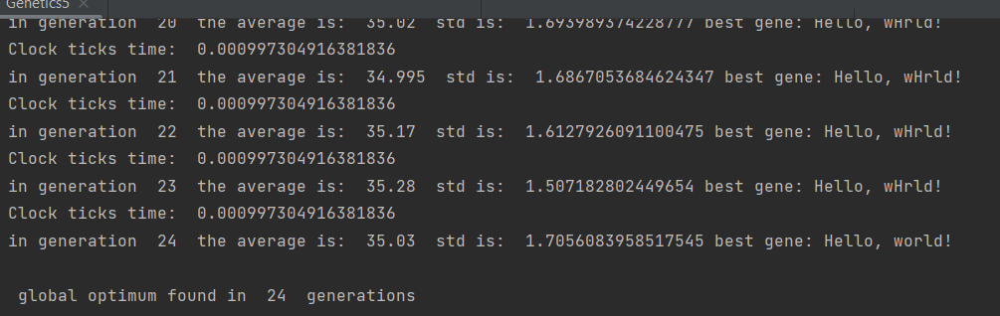 Genetics5 ×
in generation  20  the average is:  35.02  std is:  1.693989374228777 best gene: Hello, wHrld!
Clock ticks time:  0.000997304916381836
in generation  21  the average is:  34.995  std is:  1.6867053684624347 best gene: Hello, wHrld!
Clock ticks time:  0.000997304916381836
in generation  22  the average is:  35.17  std is:  1.6127926091100475 best gene: Hello, wHrld!
Clock ticks time:  0.000997304916381836
in generation  23  the average is:  35.28  std is:  1.507182802449654 best gene: Hello, wHrld!
Clock ticks time:  0.000997304916381836
in generation  24  the average is:  35.03  std is:  1.7056083958517545 best gene: Hello, world!
global optimum found in  24  generations